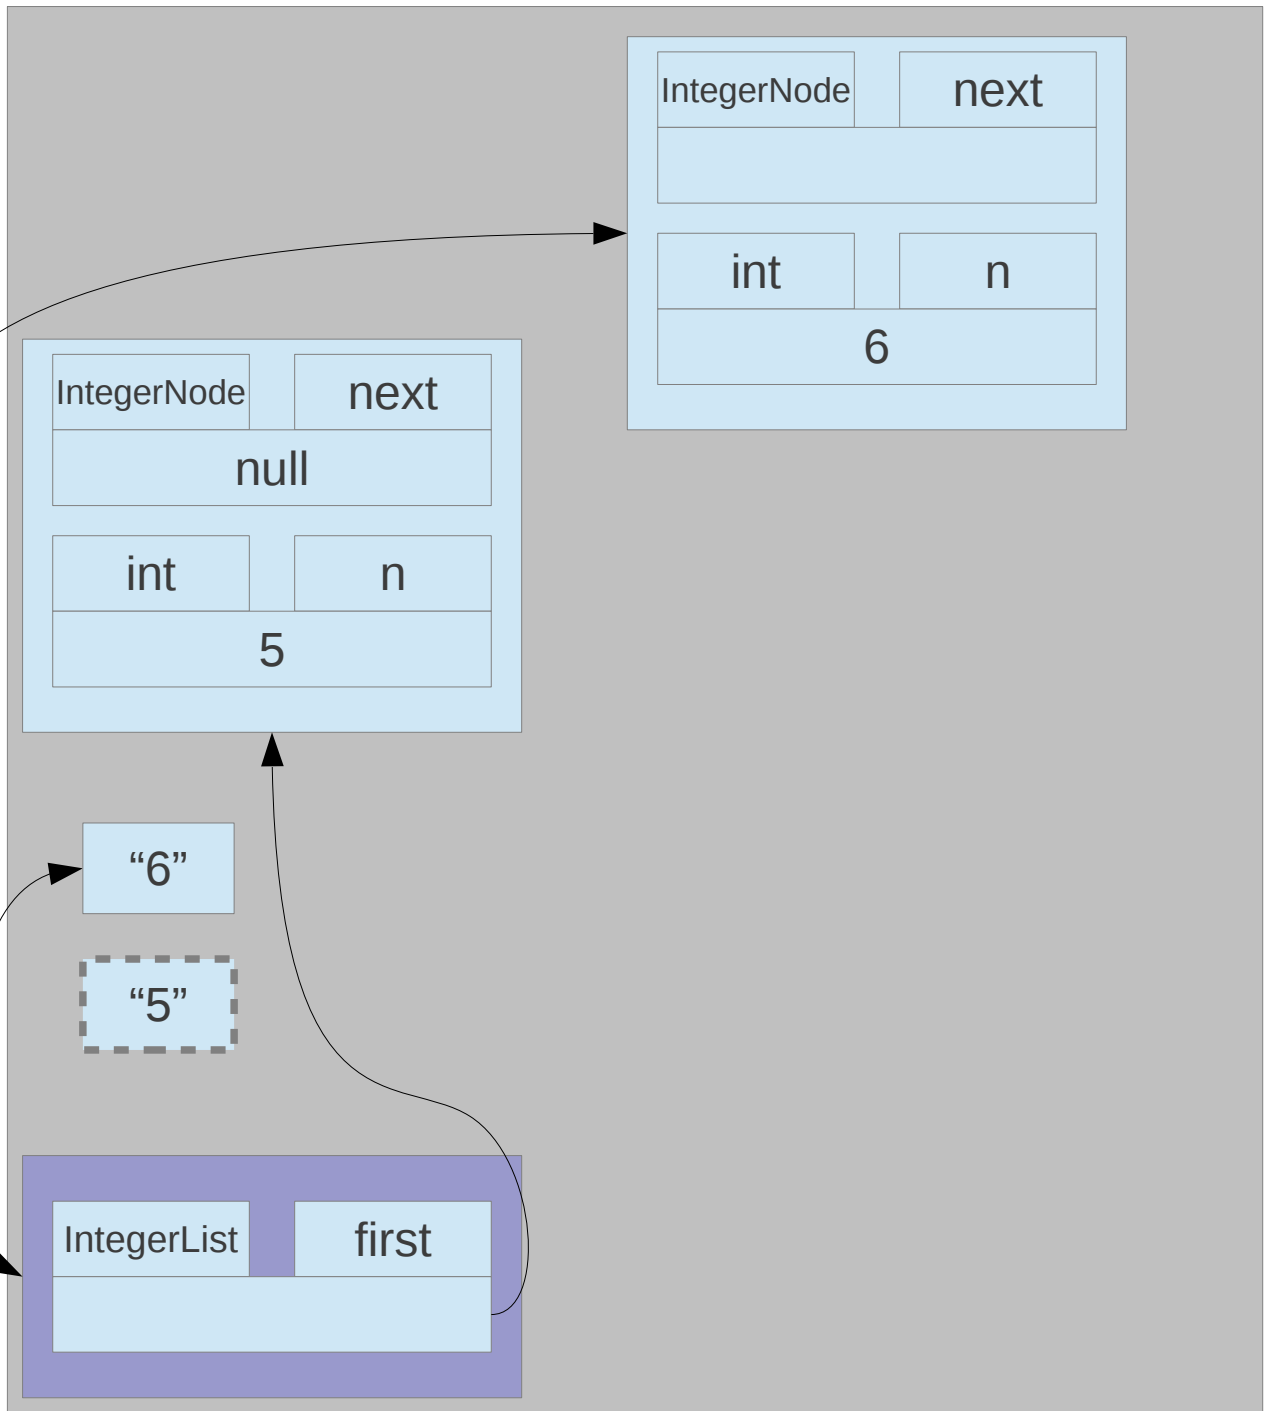 IntegerNode next
int n
6
IntegerNode next
null
int n
5
“6”
“5”
IntegerList first